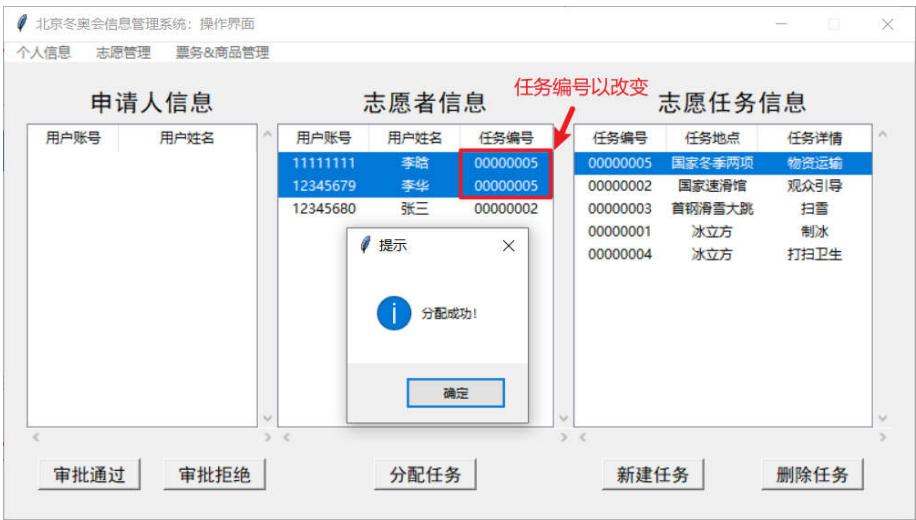 北京冬奥会信息管理系统：操作界面
个人信息 志愿管理 票务&商品管理
任务编号以改变
申请人信息 志愿者信息 志愿任务信息
用户账号 用户姓名 用户账号 用户姓名 任务编号 任务编号 任务地点 任务详情
11111111 李晗 00000005 00000005 国家冬季两项 物资运输
12345679 李华 00000005 00000002 国家速滑馆 观众引导
12345680 张三 00000002 00000003 首钢滑雪大跳 扫雪
00000001 冰立方 制冰
提示 00000004 冰立方 打扫卫生
分配成功!
确定
审批通过 审批拒绝 分配任务 新建任务 删除任务